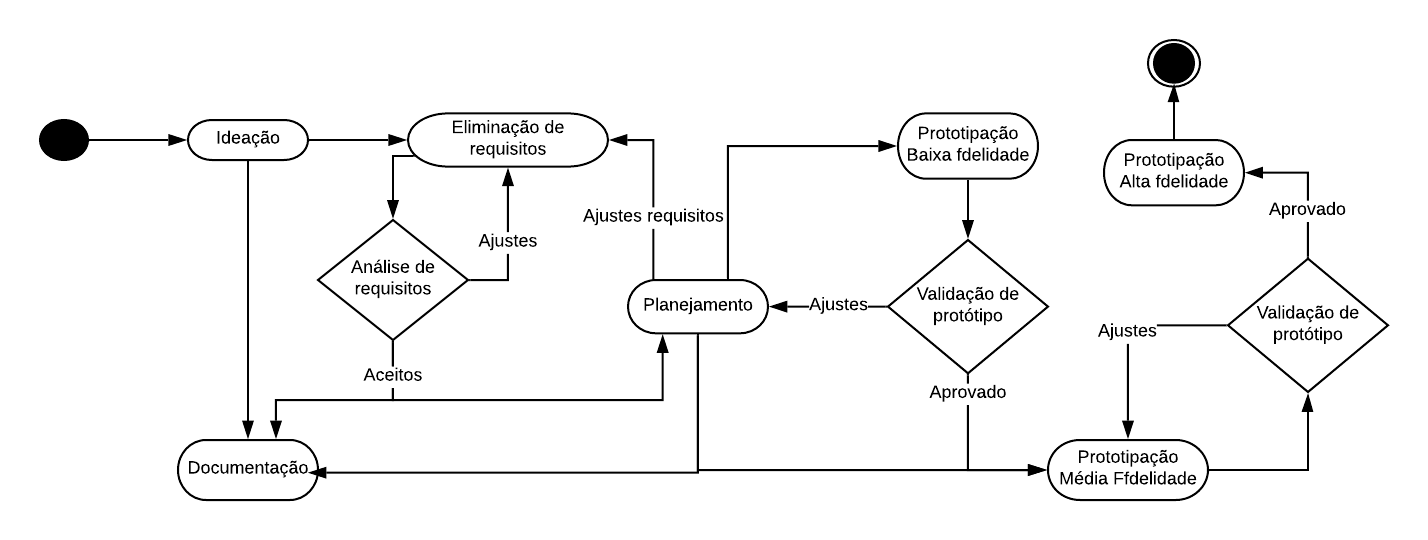 Ideação
Eliminação de
requisitos
Análise de
requisitos
Ajustes
Aceitos
Documentação
Ajustes requisitos
Planejamento
Prototipação
Baixa fdelidade
Validação de
protótipo
Ajustes
Aprovado
Prototipação
Média Ffdelidade
Ajustes
Validação de
protótipo
Aprovado
Prototipação
Alta fdelidade